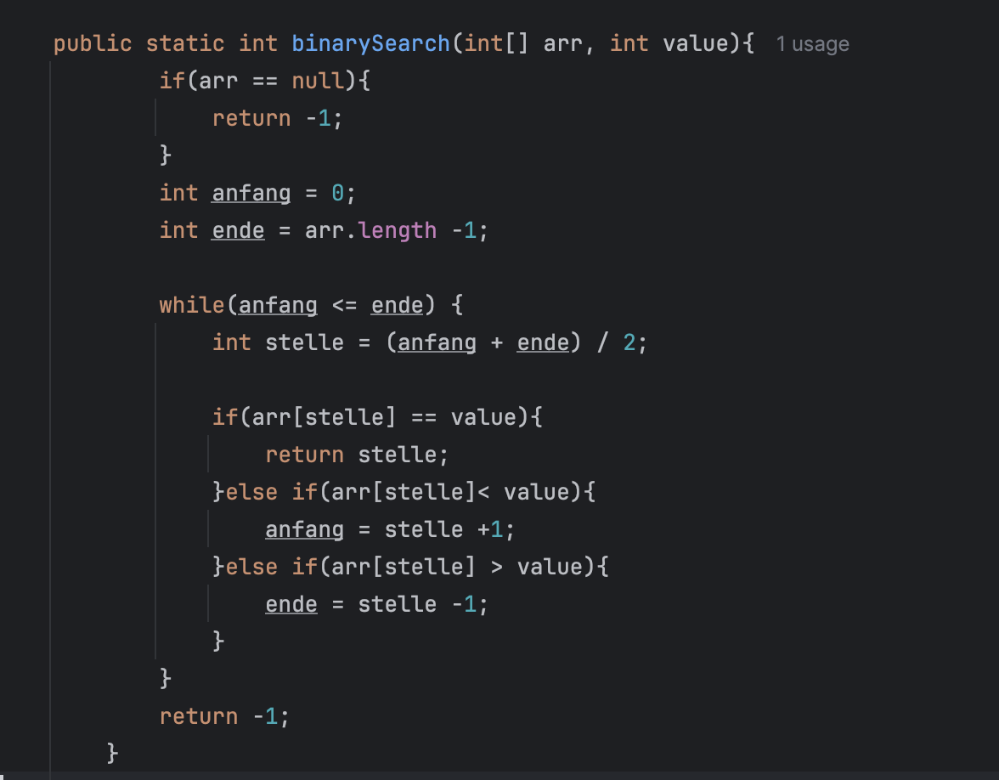 public static int binarySearch(int[] arr, int value){ 1 usage
if(arr == null){
return -1;
}
int anfang = 0;
int ende = arr.length -1;
while(anfang <= ende) {
int stelle = (anfang + ende) / 2;
if(arr[stelle] == value){
return stelle;
}else if(arr[stelle]< value){
anfang = stelle +1;
}else if(arr[stelle] > value){
ende = stelle -1;
}
}
return -1;
}